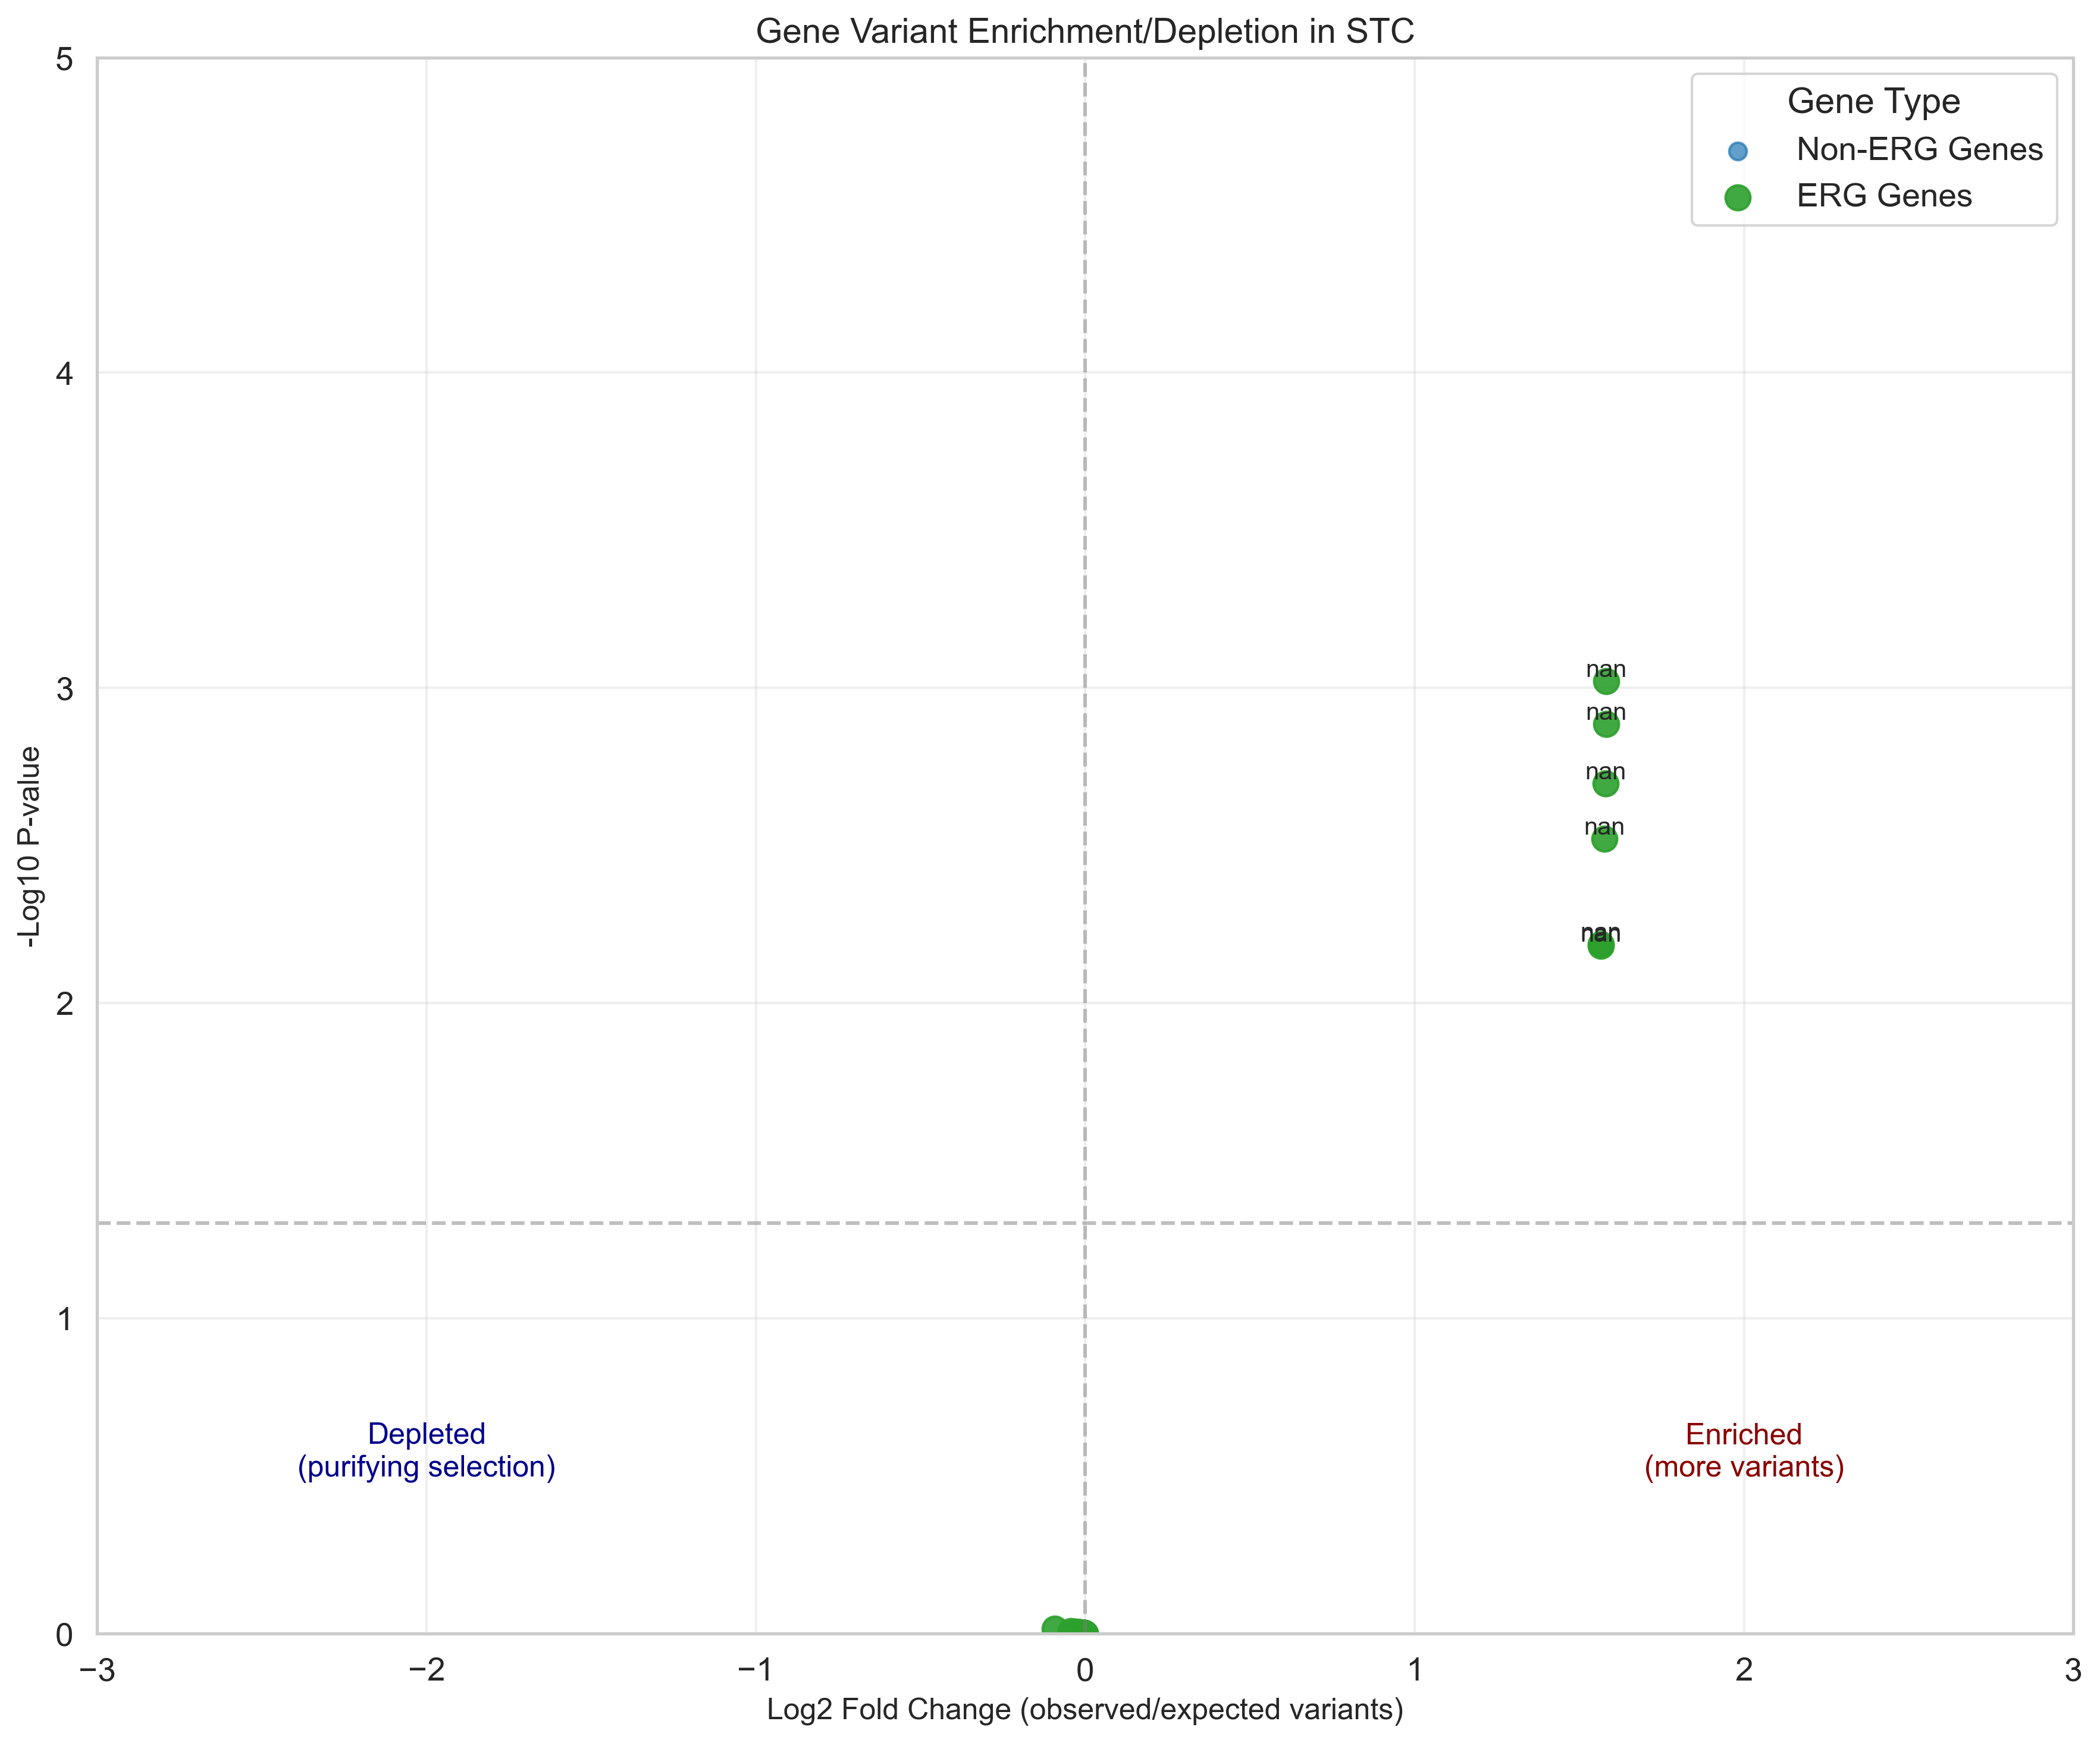 Gene Variant Enrichment/Depletion in STC
5
4
3
2
1
0
-Log10 P-value
Gene Type
Non-ERG Genes
ERG Genes
nan
nan
nan
nan
nan
nan
Depleted
(purifying selection)
Enriched
(more variants)
−3
−2
−1
0
1
2
3
Log2 Fold Change (observed/expected variants)